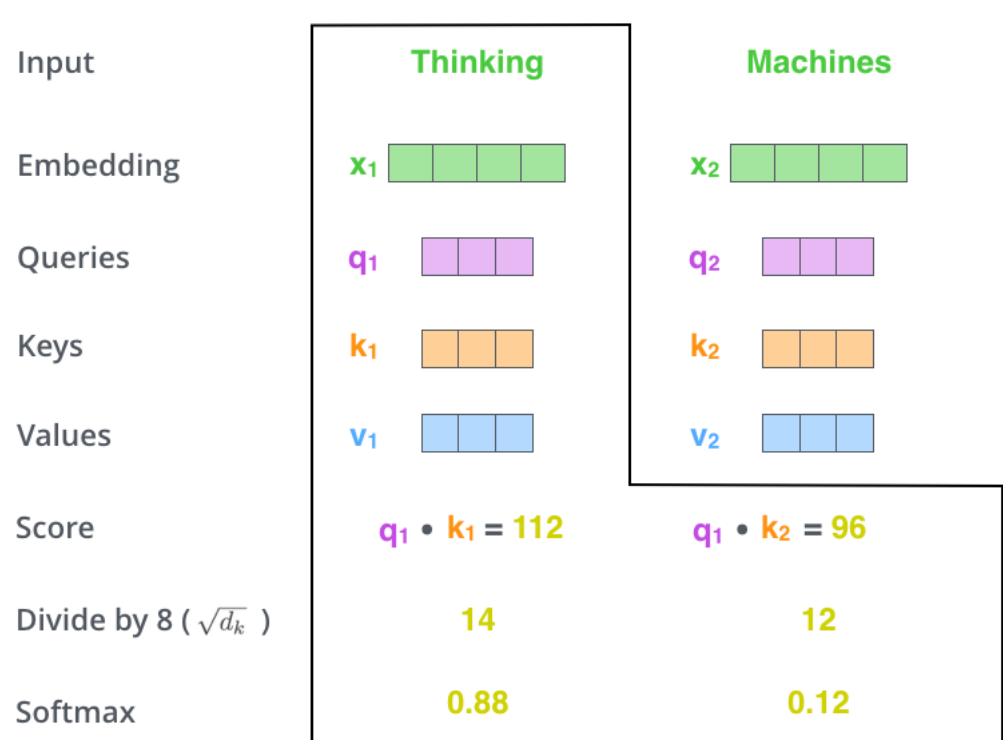 Input Thinking Machines
Embedding x₁ x₂
Queries q₁ q₂
Keys k₁ k₂
Values v₁ v₂
Score q₁ • k₁ = 112 q₁ • k₂ = 96
Divide by 8 ( √dₖ ) 14 12
Softmax 0.88 0.12